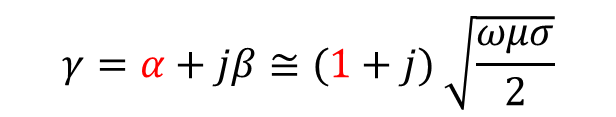 γ = α + jβ ≅ (1 + j) √(ωμσ/2)